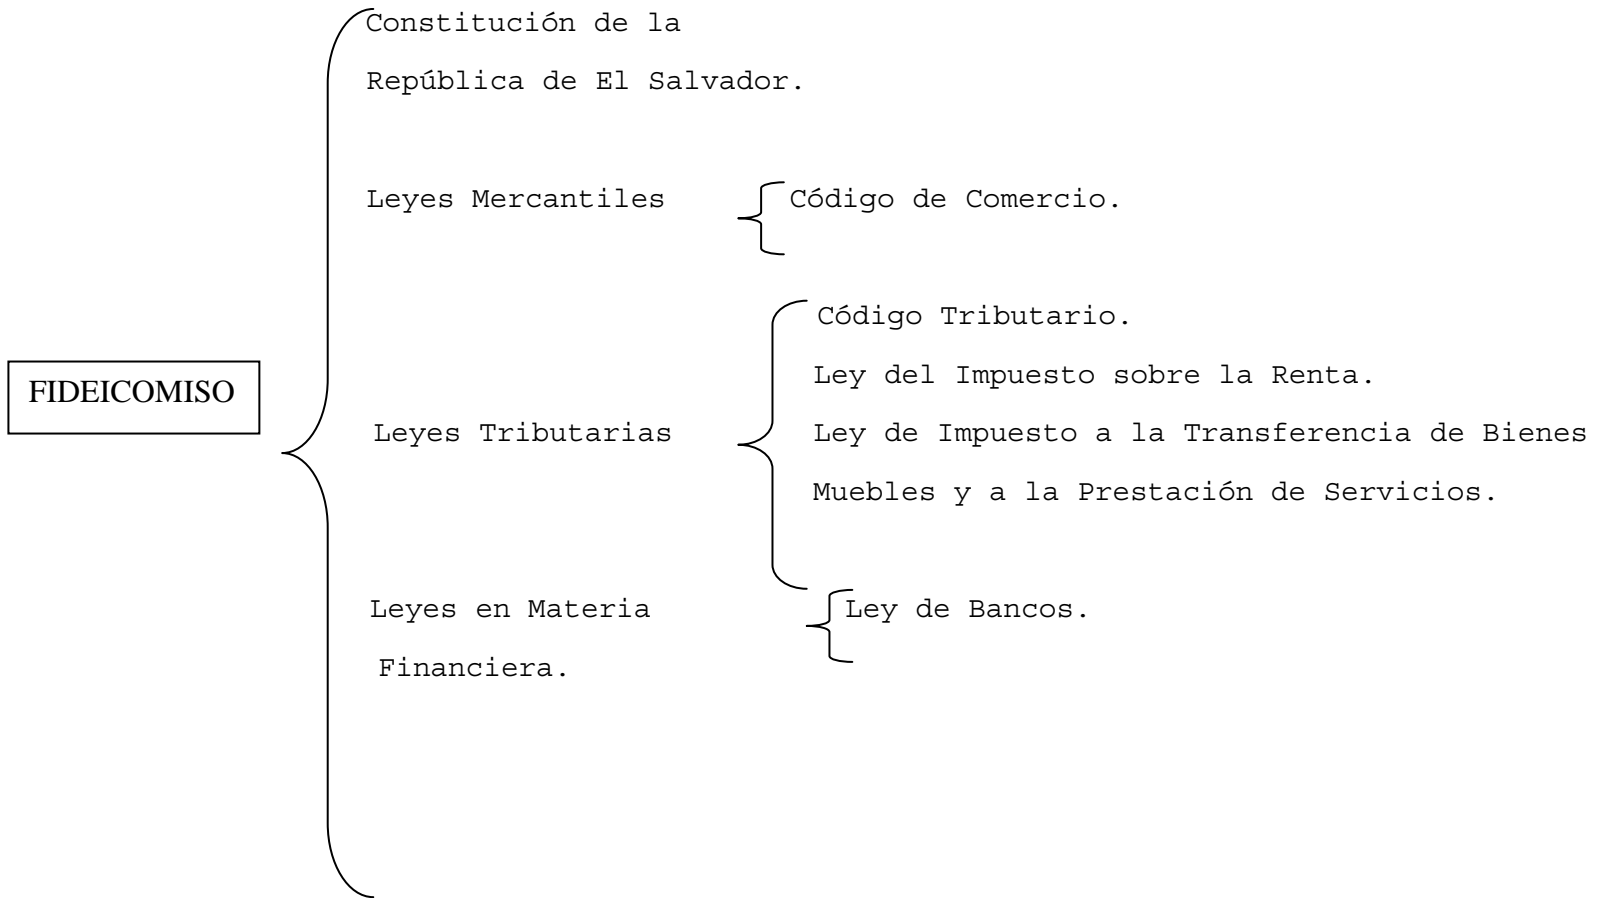 Constitución de la
República de El Salvador.
Leyes Mercantiles
Código de Comercio.
FIDEICOMISO
Leyes Tributarias
Código Tributario.
Ley del Impuesto sobre la Renta.
Ley de Impuesto a la Transferencia de Bienes
Muebles y a la Prestación de Servicios.
Leyes en Materia
Financiera.
Ley de Bancos.